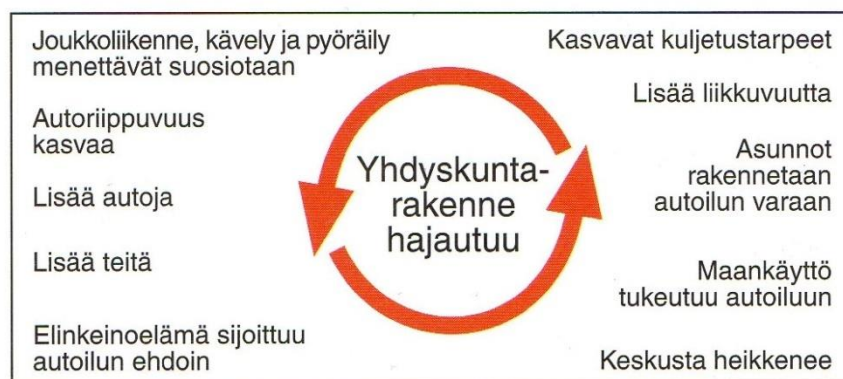 Joukkoliikenne, kävely ja pyöräily
menettävät suosiotaan
Autoriippuvuus
kasvaa
Lisää autoja
Lisää teitä
Elinkeinoelämä sijoittuu
autoilun ehdoin
Yhdyskunta-
rakenne
hajautuu
Kasvavat kuljetustarpeet
Lisää liikkuvuutta
Asunnot
rakennetaan
autoilun varaan
Maankäyttö
tukeutuu autoiluun
Keskusta heikkenee